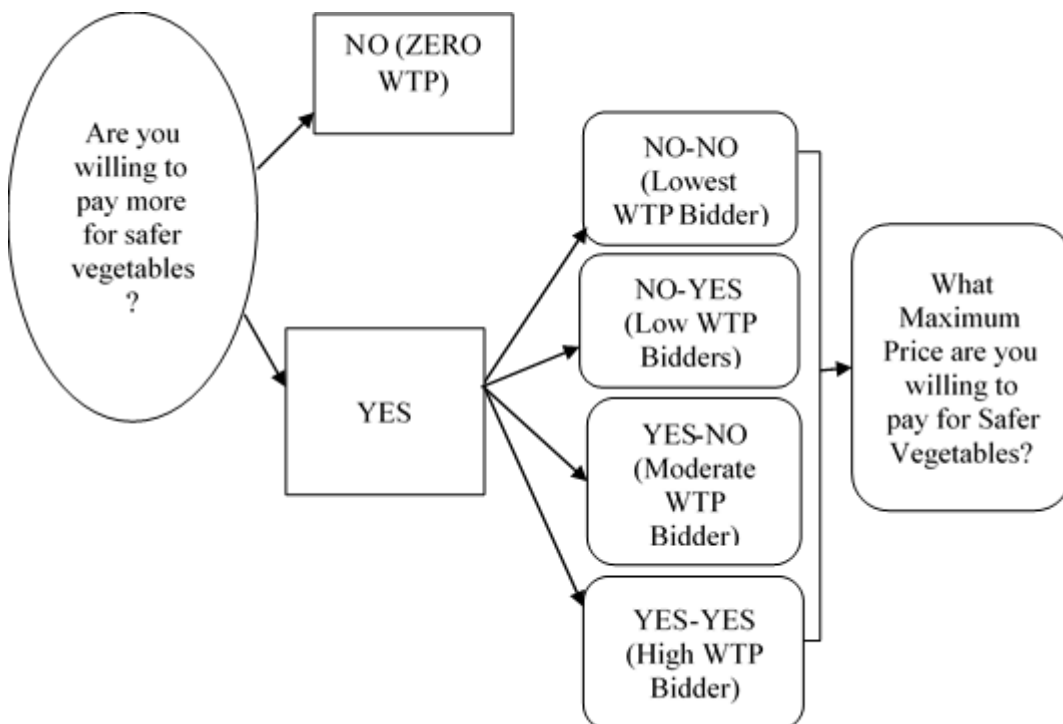 Are you
willing to
pay more
for safer
vegetables
?
NO (ZERO
WTP)
YES
NO-NO
(Lowest
WTP Bidder)
NO-YES
(Low WTP
Bidders)
YES-NO
(Moderate
WTP
Bidder)
YES-YES
(High WTP
Bidder)
What
Maximum
Price are you
willing to
pay for Safer
Vegetables?